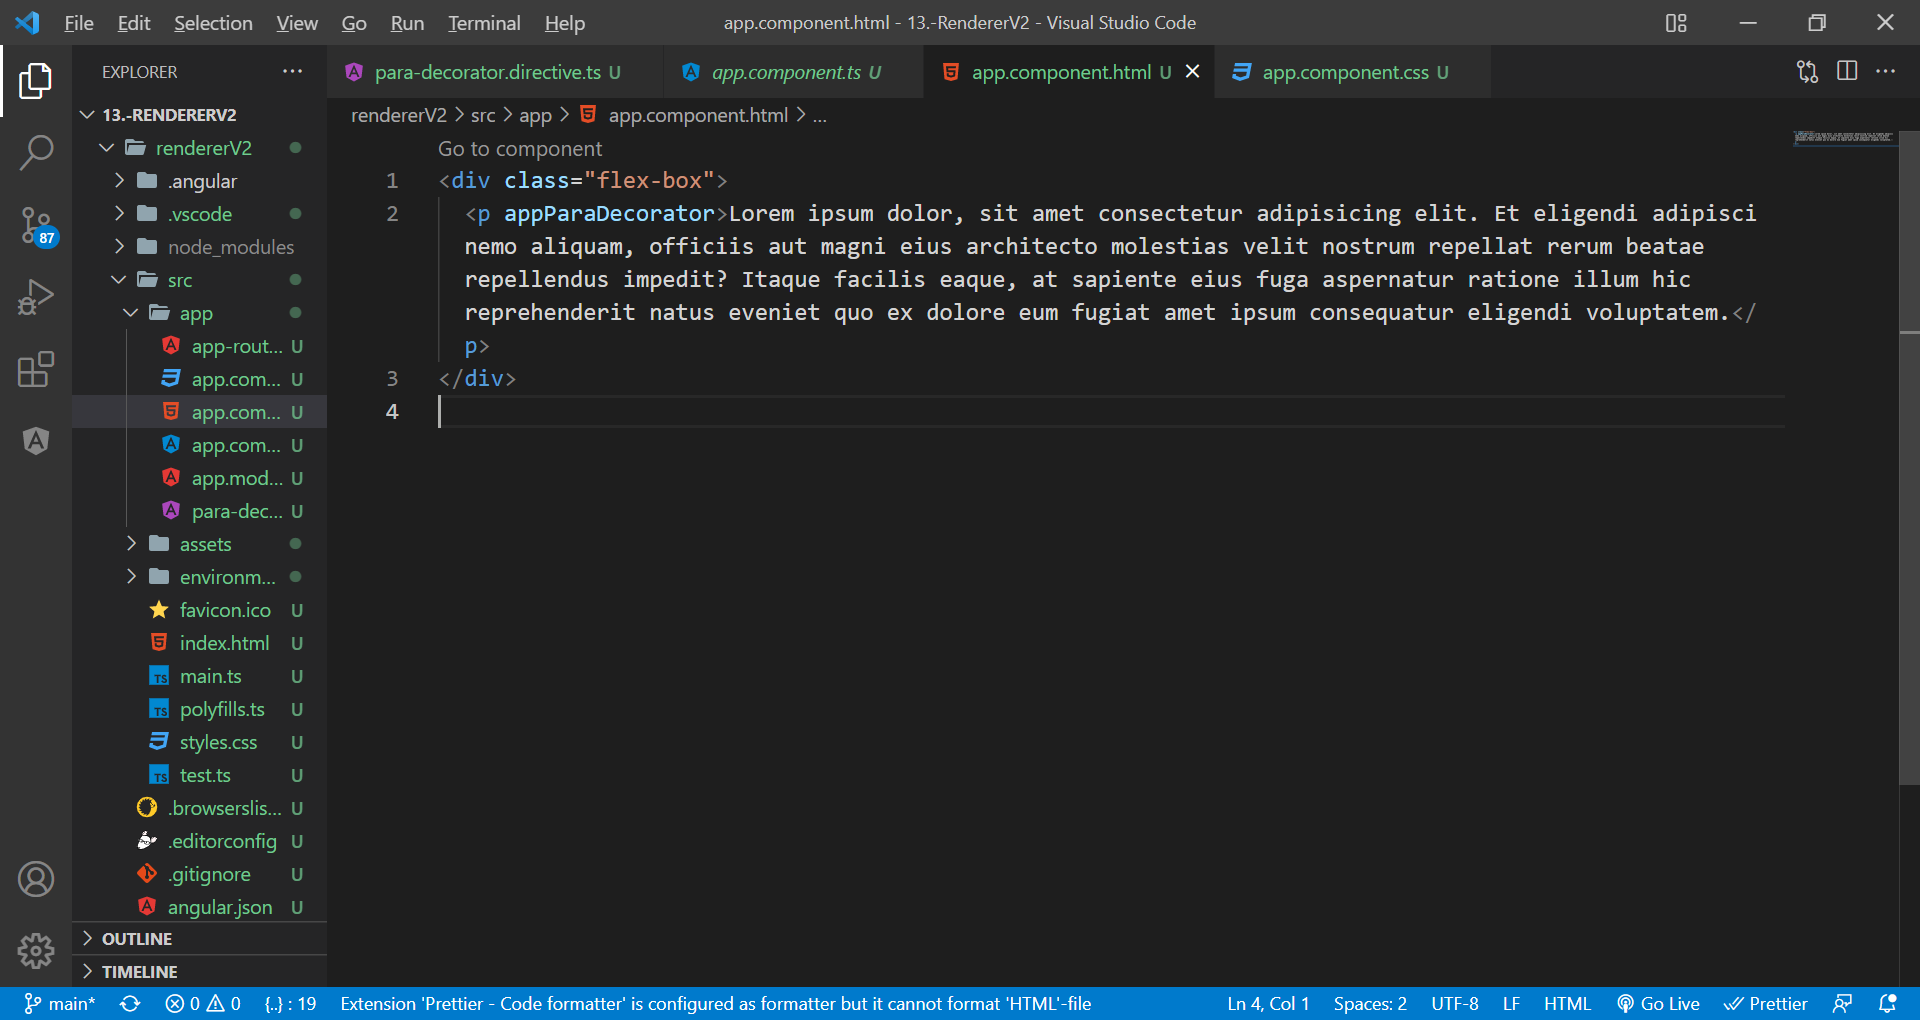 File Edit Selection View Go Run Terminal Help
app.component.html - 13.-RendererV2 - Visual Studio Code
EXPLORER
para-decorator.directive.ts U
app.component.ts U
app.component.html U
app.component.css U
rendererV2 > src > app > app.component.html > ...
13.-RENDERERV2
rendererV2
.angular
.vscode
node_modules
src
app
app-rout... U
app.com... U
app.com... U
app.com... U
app.mod... U
para-dec... U
assets
environm...
favicon.ico U
index.html U
TS main.ts U
TS polyfills.ts U
styles.css U
TS test.ts U
.browserslis... U
.editorconfig U
.gitignore U
angular.json U
OUTLINE
TIMELINE
87
Go to component
1 <div class="flex-box">
2 <p appParaDecorator>Lorem ipsum dolor, sit amet consectetur adipisicing elit. Et eligendi adipisci
nemo aliquam, officiis aut magni eius architecto molestias velit nostrum repellat rerum beatae
repellendus impedit? Itaque facilis eaque, at sapiente eius fuga aspernatur ratione illum hic
reprehenderit natus eveniet quo ex dolore eum fugiat amet ipsum consequatur eligendi voluptatem.</
p>
3 </div>
4
main* 0 0 {..} : 19 Extension 'Prettier - Code formatter' is configured as formatter but it cannot format 'HTML'-file
Ln 4, Col 1 Spaces: 2 UTF-8 LF HTML Go Live Prettier